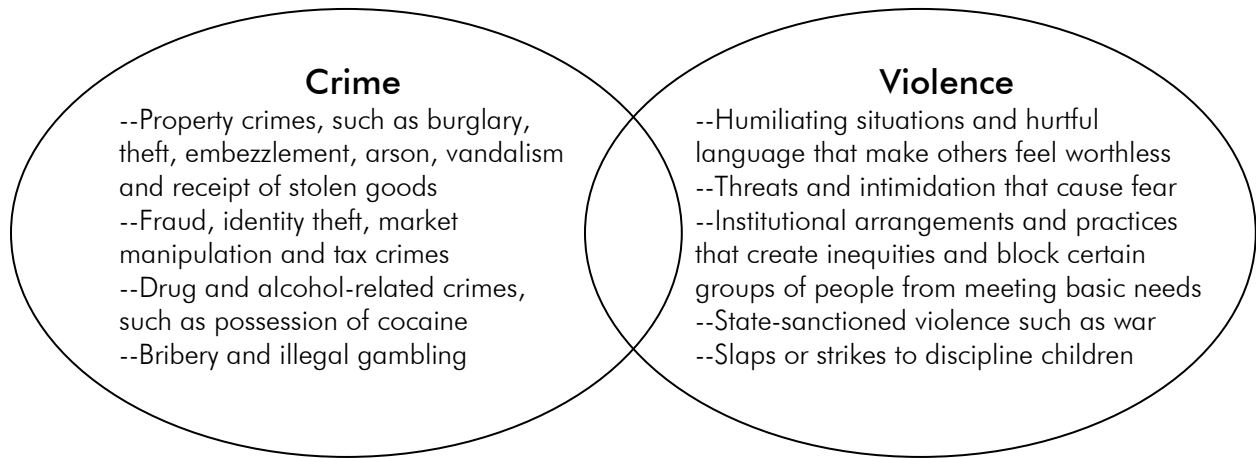 Crime
--Property crimes, such as burglary,
theft, embezzlement, arson, vandalism
and receipt of stolen goods
--Fraud, identity theft, market
manipulation and tax crimes
--Drug and alcohol-related crimes,
such as possession of cocaine
--Bribery and illegal gambling
Violence
--Humiliating situations and hurtful
language that make others feel worthless
--Threats and intimidation that cause fear
--Institutional arrangements and practices
that create inequities and block certain
groups of people from meeting basic needs
--State-sanctioned violence such as war
--Slaps or strikes to discipline children